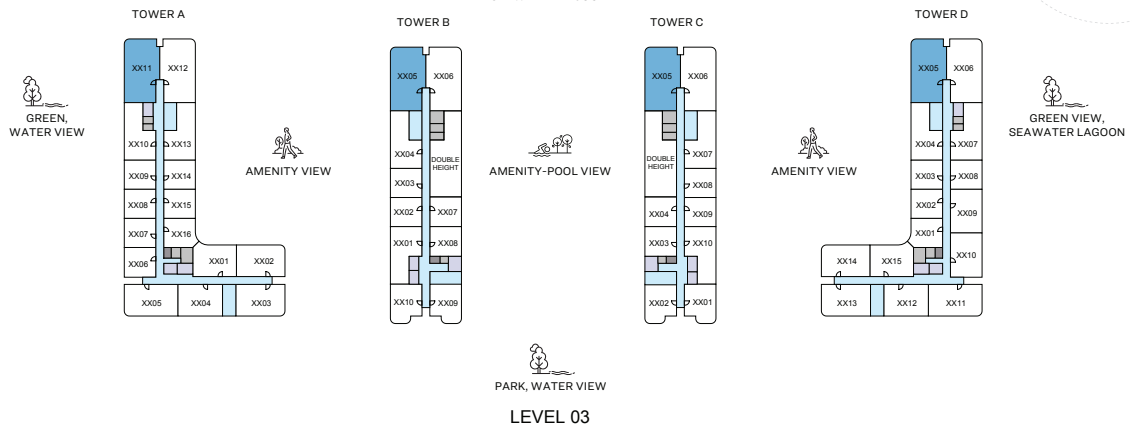 TOWER A
TOWER B
TOWER C
TOWER D
XX11
XX12
XX10
XX13
XX09
XX14
XX08
XX15
XX07
XX16
XX06
XX01
XX02
XX05
XX04
XX03
XX05
XX06
XX04
DOUBLE
HEIGHT
XX03
XX02
XX07
XX01
XX08
XX10
XX09
XX05
XX06
DOUBLE
HEIGHT
XX07
XX08
XX04
XX09
XX03
XX10
XX02
XX01
XX05
XX06
XX04
XX07
XX03
XX08
XX02
XX09
XX01
XX10
XX14
XX15
XX13
XX12
XX11
GREEN,
WATER VIEW
AMENITY VIEW
AMENITY-POOL VIEW
AMENITY VIEW
GREEN VIEW,
SEAWATER LAGOON
PARK, WATER VIEW
LEVEL 03